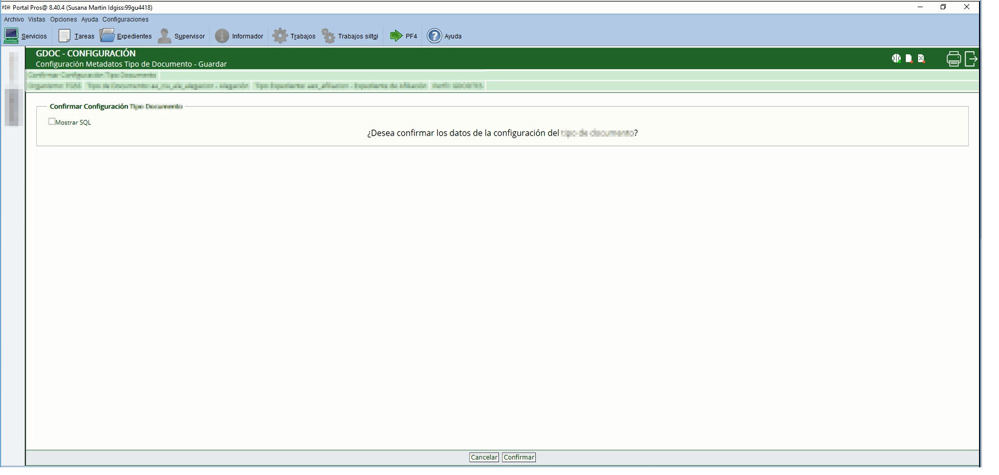 Portal Pros@ 8.40.4 (Susana Martin Idgiss:99gu4418)
Archivo Vistas Opciones Ayuda Configuraciones
Servicios Tareas Expedientes Supervisor Informador Trabajos Trabajos siltgi PF4 Ayuda
GDOC - CONFIGURACIÓN
Configuración Metadatos Tipo de Documento - Guardar
Confirmar Configuración Tipo Documento
Confirmar Configuración Tipo Documento
Mostrar SQL
¿Desea confirmar los datos de la configuración del tipo de documento?
Cancelar Confirmar